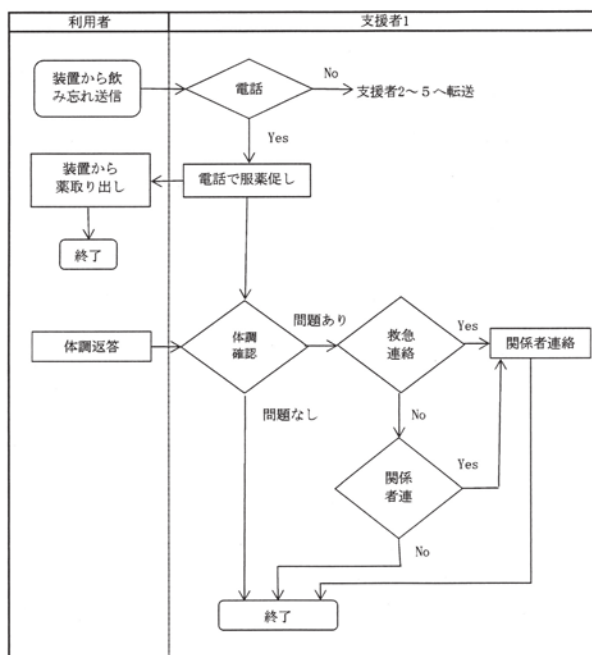 利用者
支援者1
装置から飲
み忘れ送信
電話
No
支援者2～5へ転送
Yes
装置から
薬取り出し
電話で服薬促し
終了
体調返答
体調
確認
問題あり
救急
連絡
Yes
関係者連絡
問題なし
No
関係
者連
Yes
No
終了